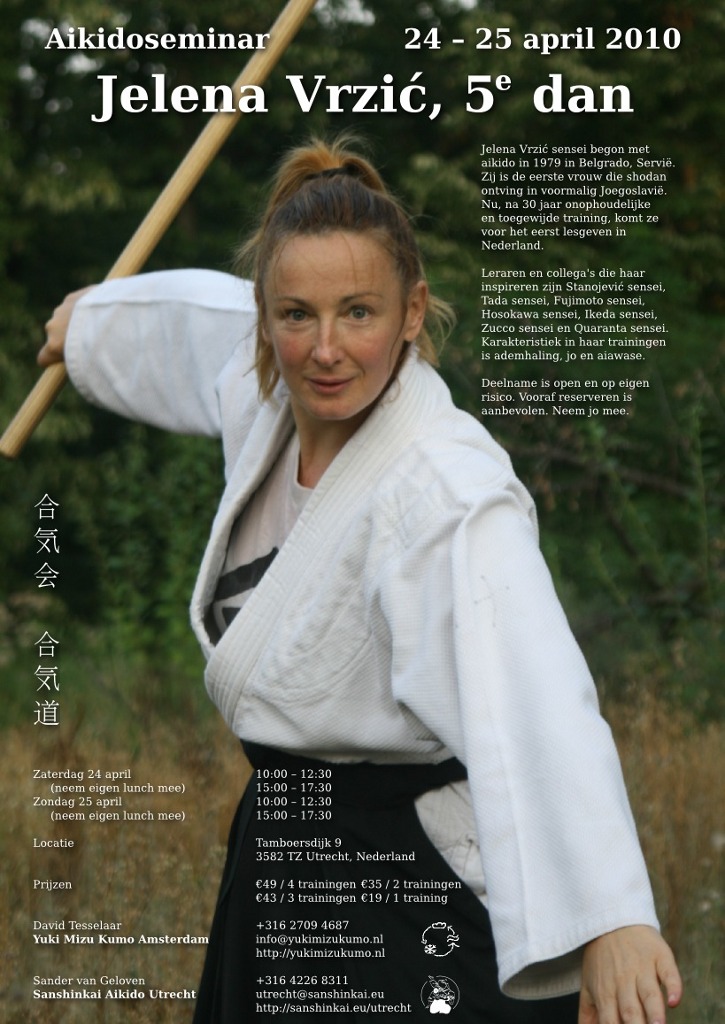 Aikidoseminar 24 – 25 april 2010
Jelena Vrzić, 5e dan
Jelena Vrzić sensei begon met
aikido in 1979 in Belgrado, Servië.
Zij is de eerste vrouw die shodan
ontving in voormalig Joegoslavië.
Nu, na 30 jaar onophoudelijke
en toegewijde training, komt ze
voor het eerst lesgeven in
Nederland.
Leraren en collega's die haar
inspireren zijn Stanojević sensei,
Tada sensei, Fujimoto sensei,
Hosokawa sensei, Ikeda sensei,
Zucco sensei en Quaranta sensei.
Karakteristiek in haar trainingen
is ademhaling, jo en aiawase.
Deelname is open en op eigen
risico. Vooraf reserveren is
aanbevolen. Neem jo mee.
合気会 合気道
Zaterdag 24 april 10:00 – 12:30
(neem eigen lunch mee) 15:00 – 17:30
Zondag 25 april 10:00 – 12:30
(neem eigen lunch mee) 15:00 – 17:30
Locatie Tamboersdijk 9
3582 TZ Utrecht, Nederland
Prijzen €49 / 4 trainingen €35 / 2 trainingen
€43 / 3 trainingen €19 / 1 training
David Tesselaar +316 2709 4687
Yuki Mizu Kumo Amsterdam info@yukimizukumo.nl
http://yukimizukumo.nl
Sander van Geloven +316 4226 8311
Sanshinkai Aikido Utrecht utrecht@sanshinkai.eu
http://sanshinkai.eu/utrecht